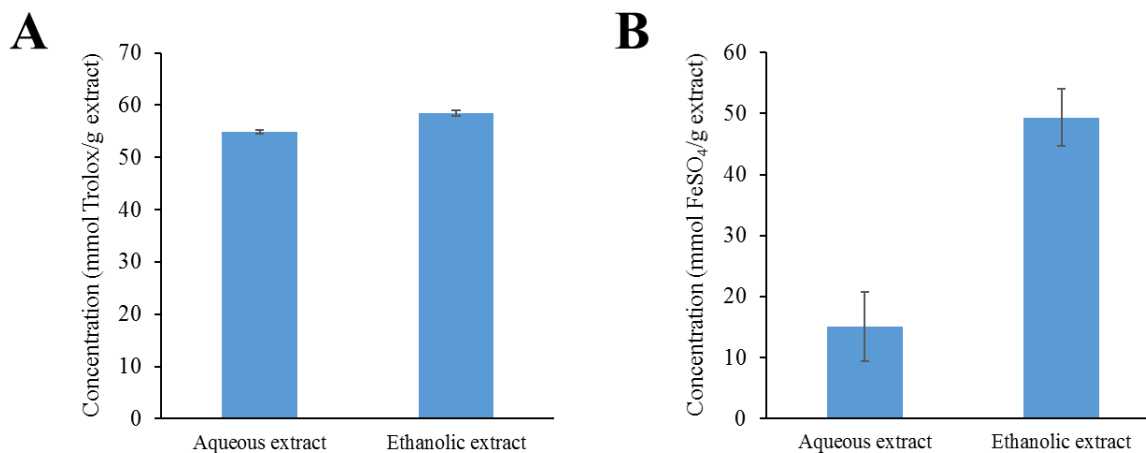 A
Concentration (mmol Trolox/g extract)
70
60
50
40
30
20
10
0
Aqueous extract
Ethanolic extract
B
Concentration (mmol FeSO₄/g extract)
60
50
40
30
20
10
0
Aqueous extract
Ethanolic extract